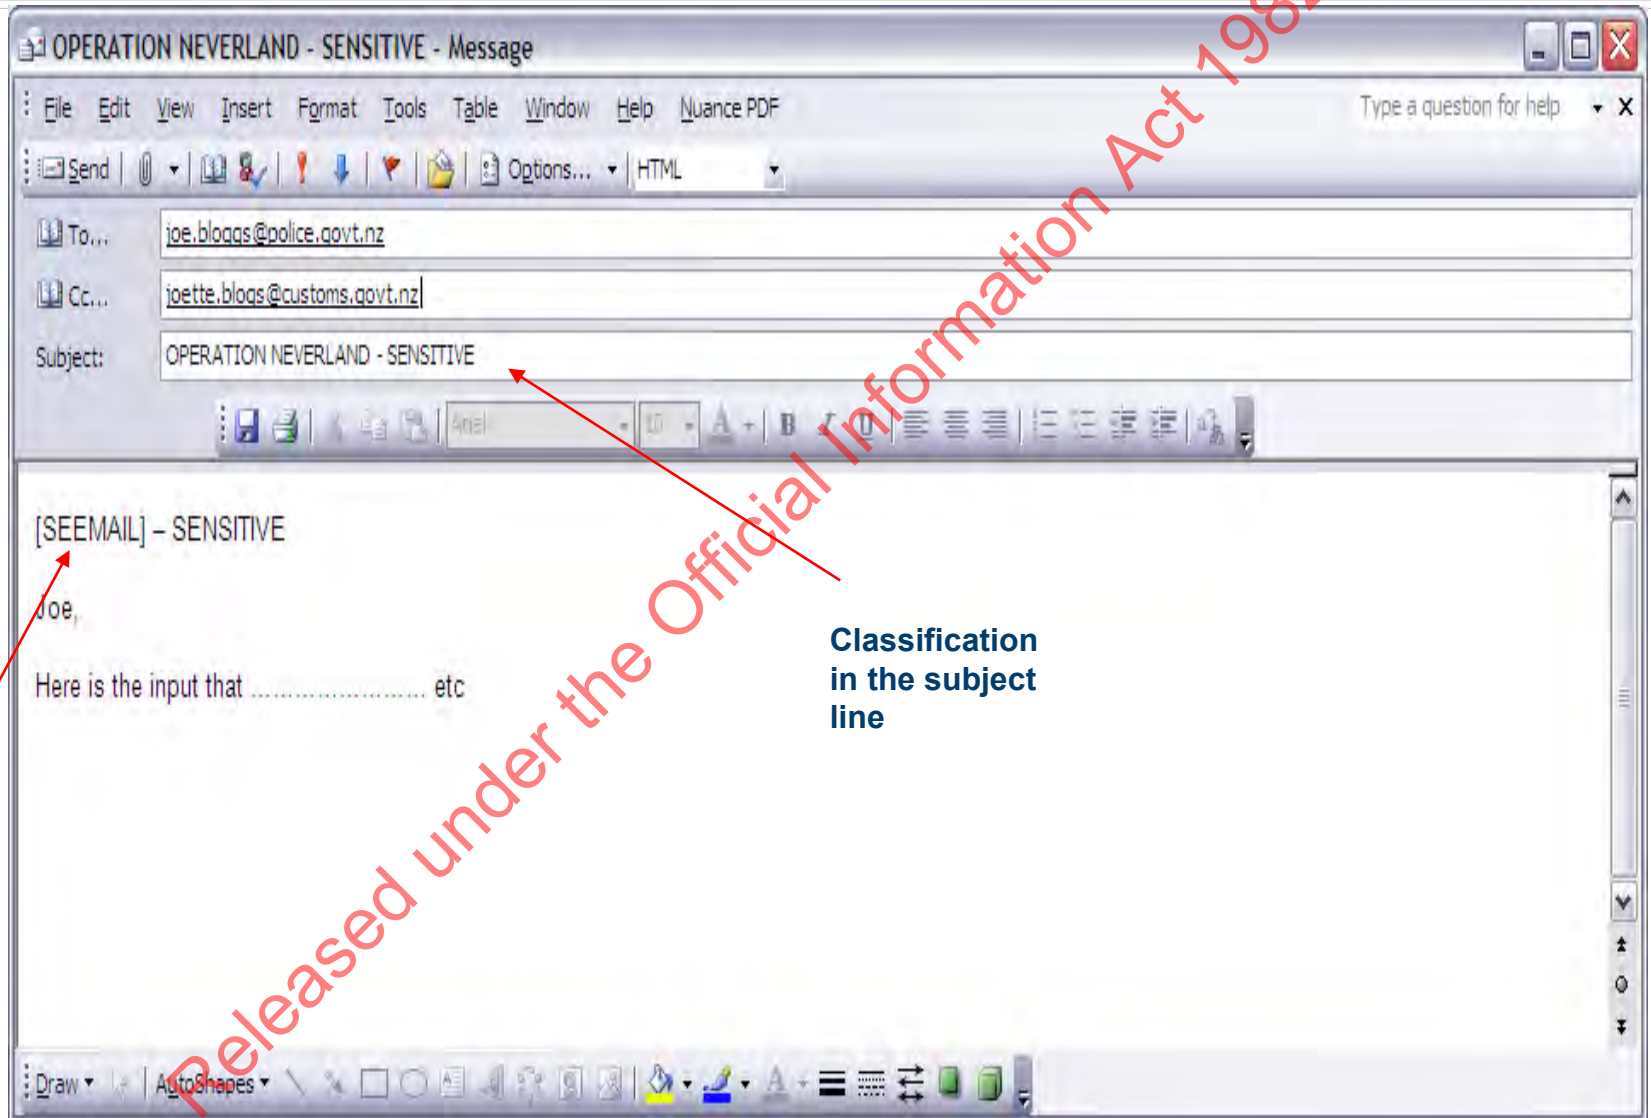 OPERATION NEVERLAND - SENSITIVE - Message
File Edit View Insert Format Tools Table Window Help Nuance PDF Type a question for help
Send Options... HTML
To... joe.bloggs@police.govt.nz
Cc... joette.blogs@customs.govt.nz
Subject: OPERATION NEVERLAND - SENSITIVE
Arial 10 A B I U
[SEEMAIL] – SENSITIVE
Joe,
Here is the input that ........................... etc
Classification
in the subject
line
Draw AutoShapes A
Released under the Official Information Act 198